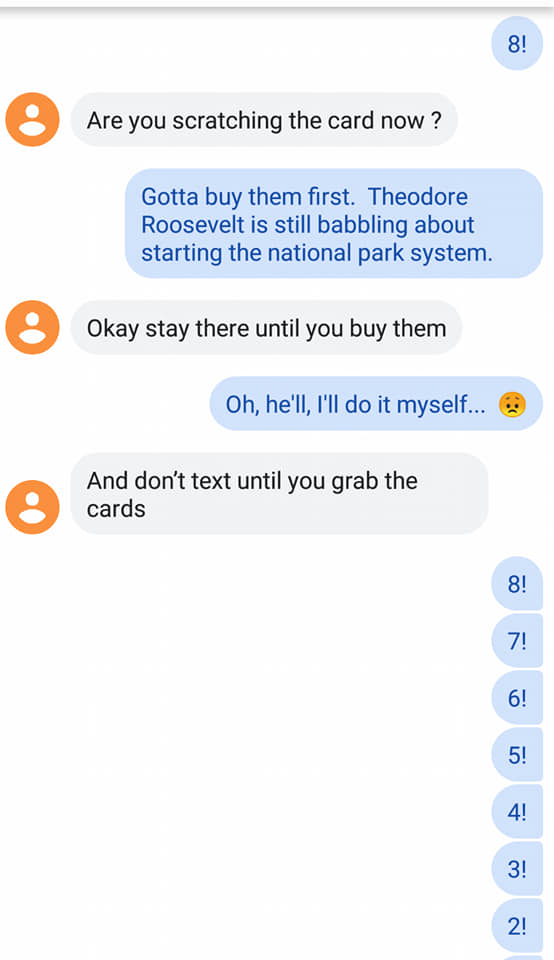 8!
Are you scratching the card now ?
Gotta buy them first. Theodore
Roosevelt is still babbling about
starting the national park system.
Okay stay there until you buy them
Oh, he'll, I'll do it myself... 😟
And don't text until you grab the
cards
8!
7!
6!
5!
4!
3!
2!